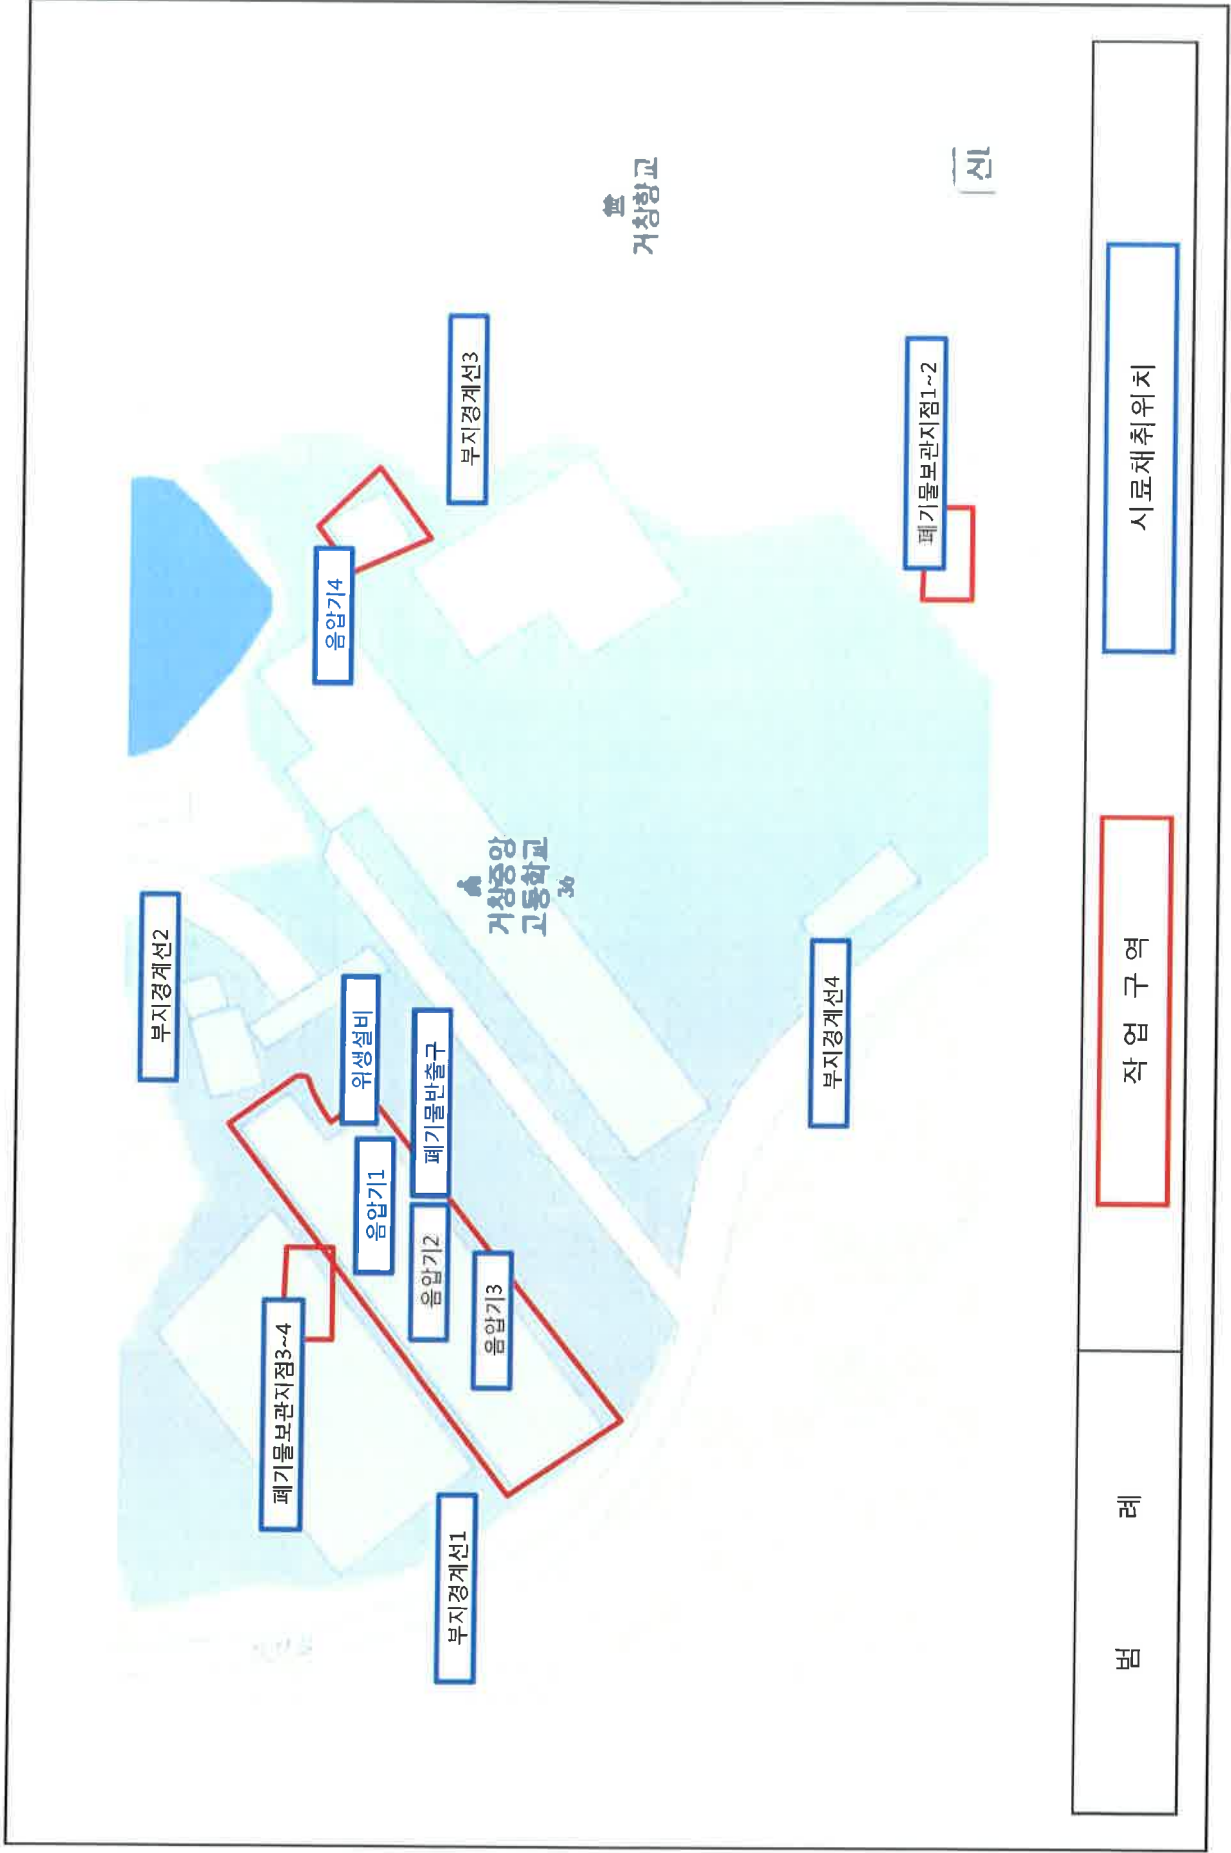 부지경계선2
음압기4
부지경계선3
폐기물보관지점3~4
위생설비
음압기1
폐기물반출구
음압기2
음압기3
거창중앙
고등학교
36
거창향교
부지경계선1
부지경계선4
폐기물보관지점1~2
신
범 례
작 업 구 역
시료채취위치